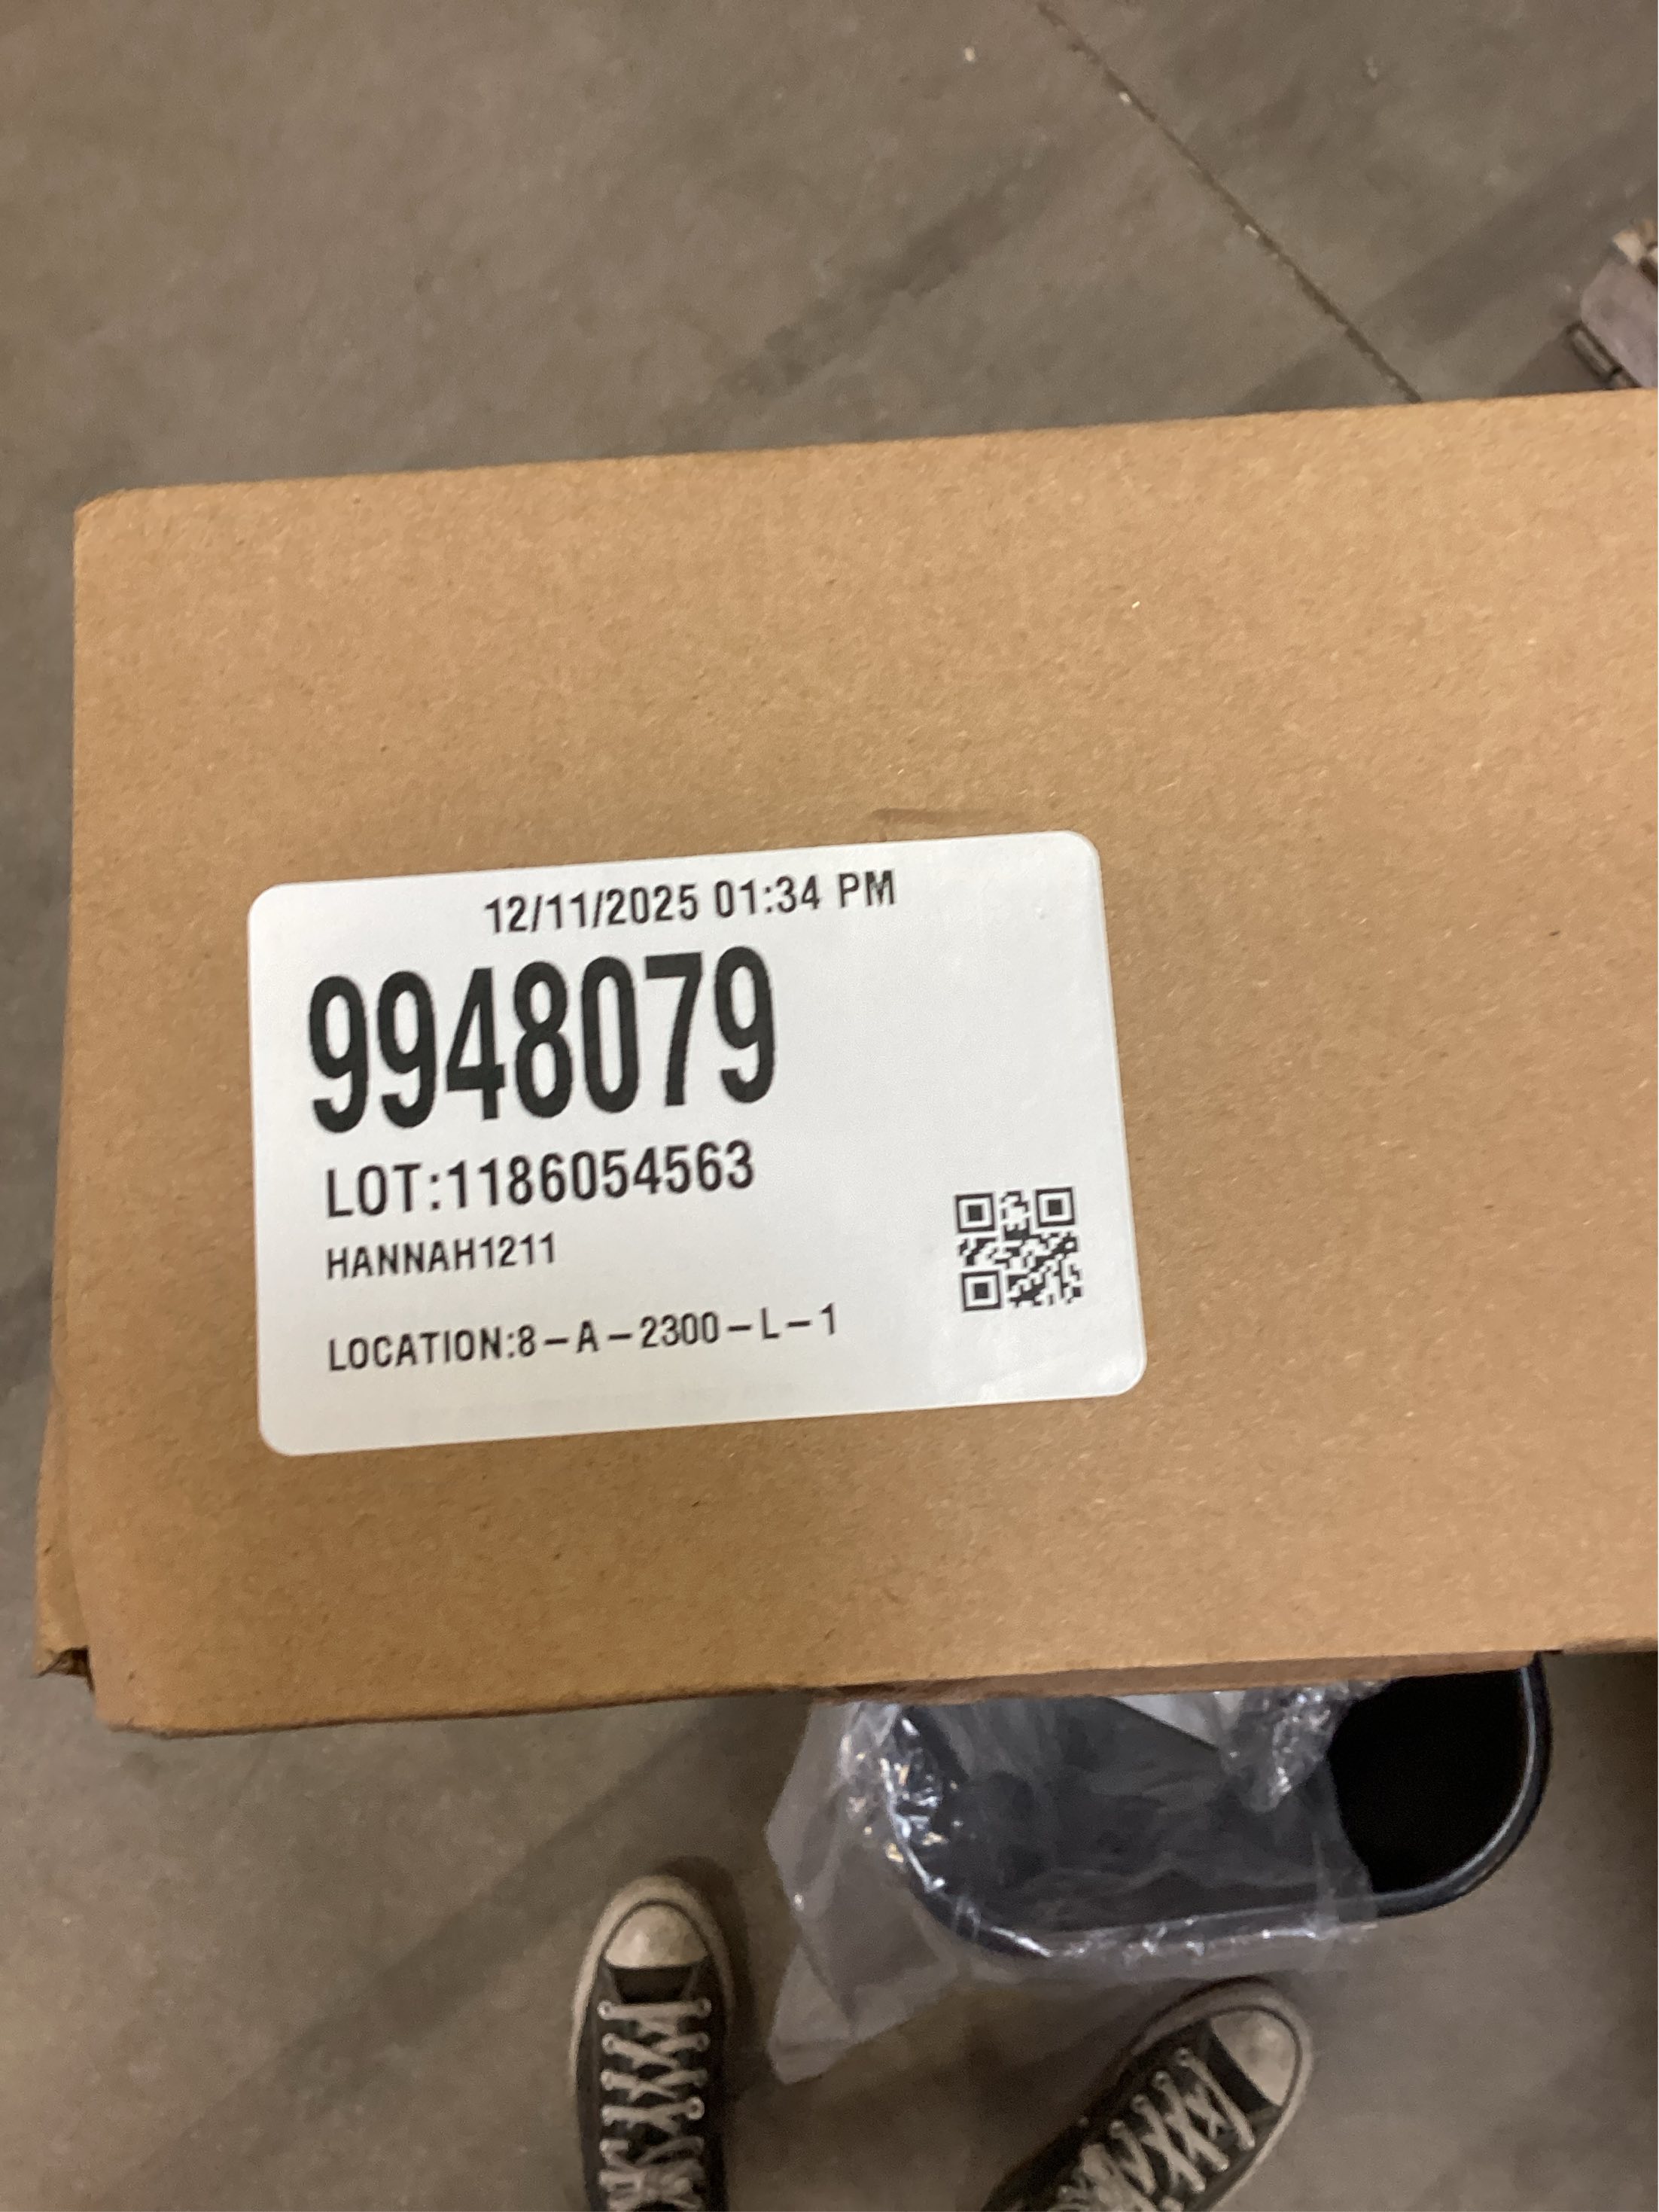 12/11/2025 01:34 PM
9948079
LOT:1186054563
HANNAH1211
LOCATION:8-A-2300-L-1